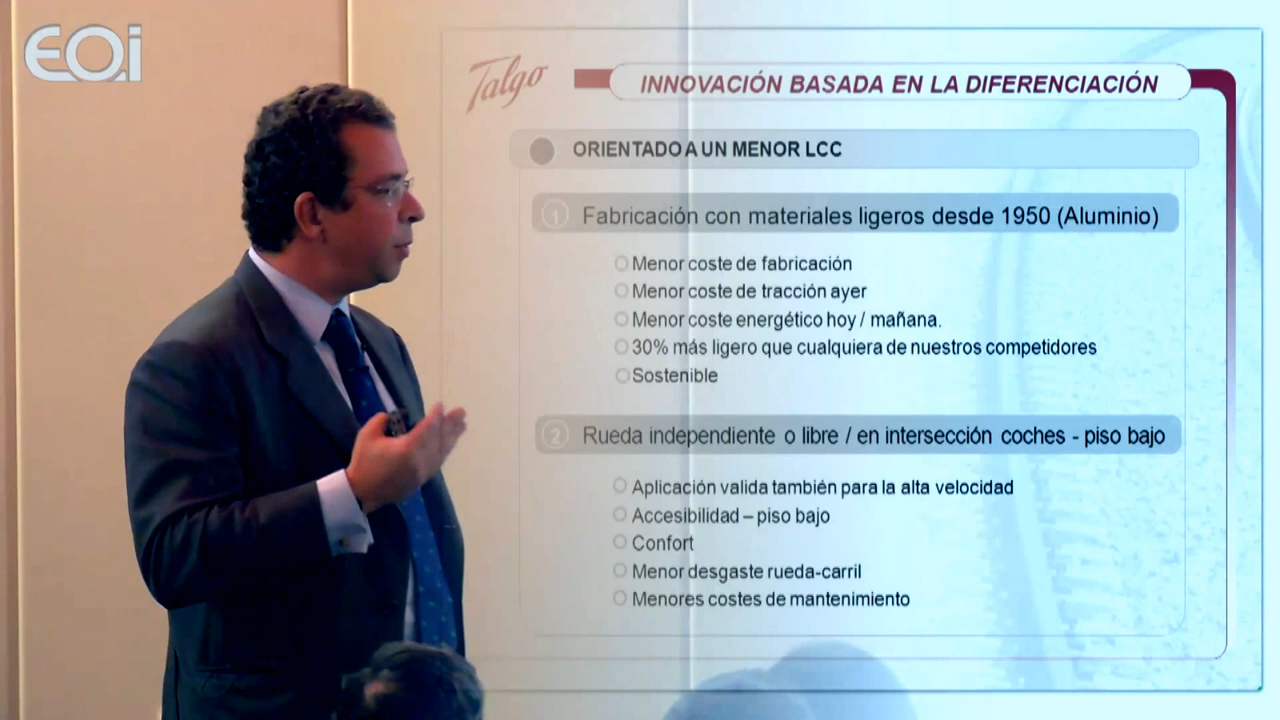 EOi
Talgo
INNOVACIÓN BASADA EN LA DIFERENCIACIÓN
ORIENTADO A UN MENOR LCC
1 Fabricación con materiales ligeros desde 1950 (Aluminio)
Menor coste de fabricación
Menor coste de tracción ayer
Menor coste energético hoy / mañana.
30% más ligero que cualquiera de nuestros competidores
Sostenible
2 Rueda independiente o libre / en intersección coches - piso bajo
Aplicación valida también para la alta velocidad
Accesibilidad – piso bajo
Confort
Menor desgaste rueda-carril
Menores costes de mantenimiento